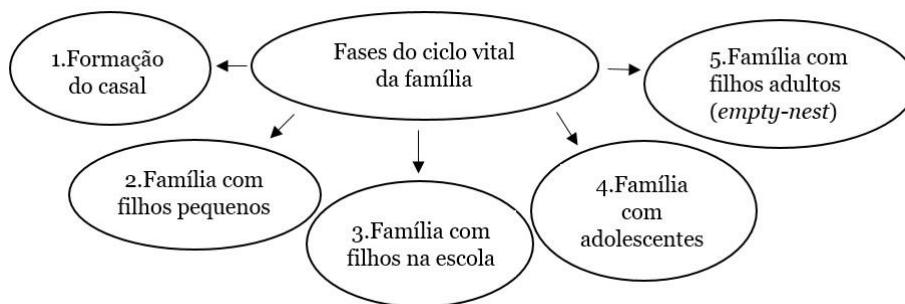 Fases do ciclo vital
da família
1.Formação
do casal
2.Família com
filhos pequenos
3.Família com
filhos na escola
4.Família
com
adolescentes
5.Família com
filhos adultos
(empty-nest)